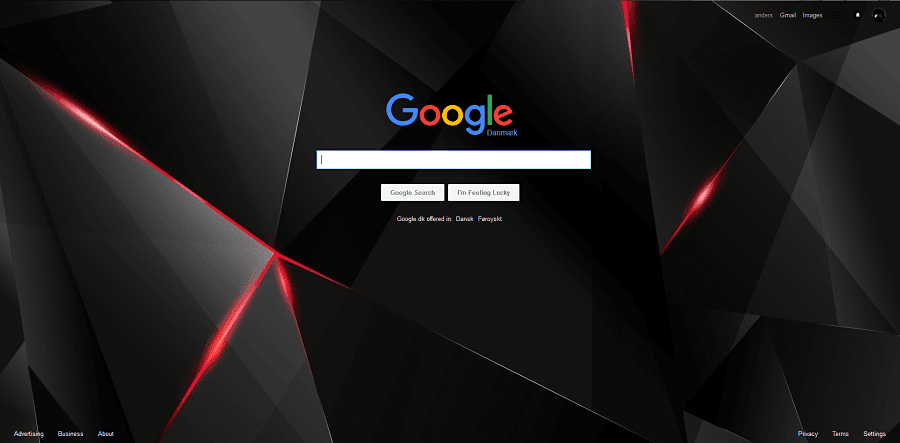 anders Gmail Images
Google
Danmark
Google Search I'm Feeling Lucky
Google.dk offered in: Dansk Føroyskt
Advertising Business About Privacy Terms Settings